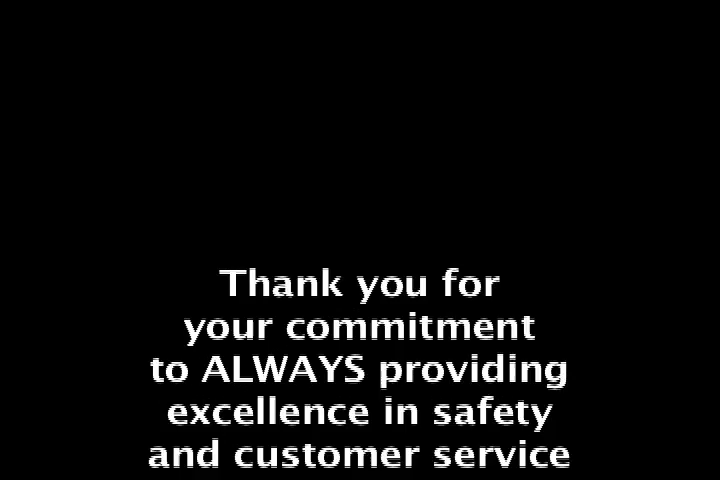 Thank you for
your commitment
to ALWAYS providing
excellence in safety
and customer service